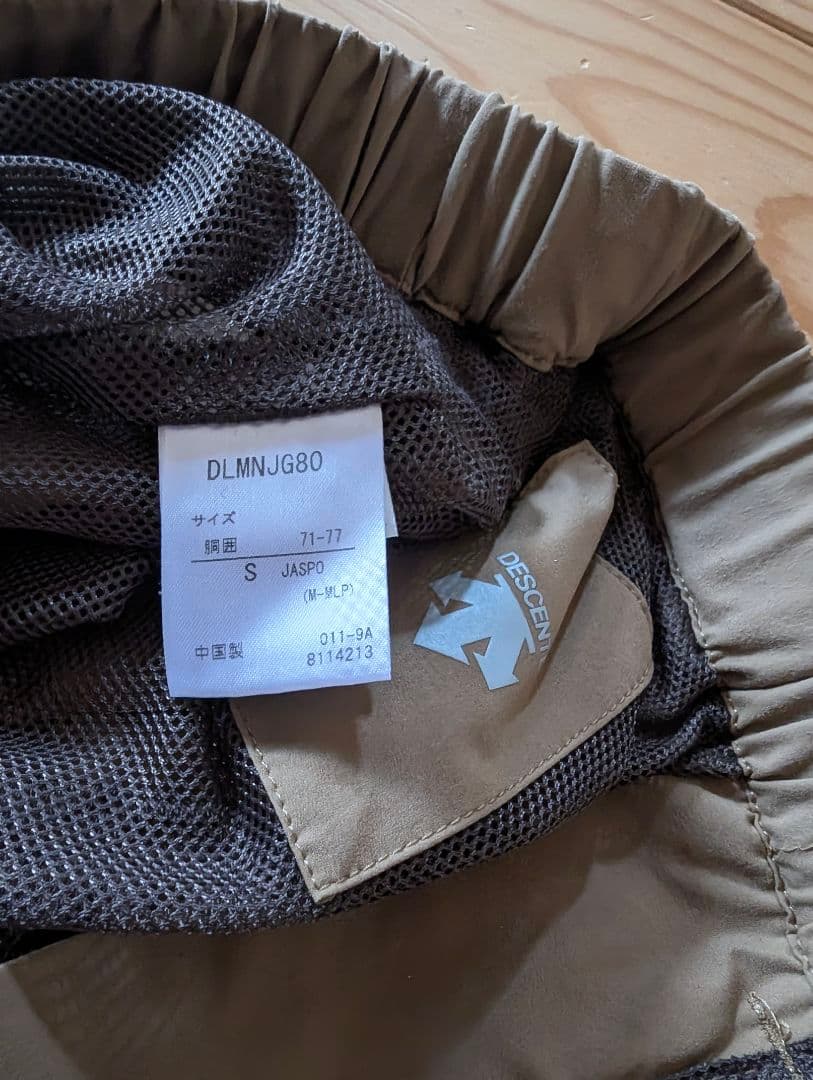 DLMNJG80
サイズ
胴囲 71-77
S JASPO
(M-MLP)
中国製 011-9A
8114213
DESCENT